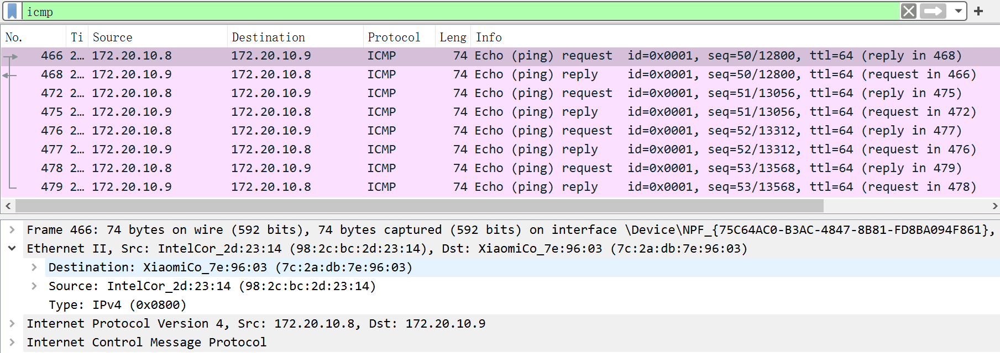 icmp
No. Ti Source Destination Protocol Leng Info
466 2… 172.20.10.8 172.20.10.9 ICMP 74 Echo (ping) request id=0x0001, seq=50/12800, ttl=64 (reply in 468)
468 2… 172.20.10.9 172.20.10.8 ICMP 74 Echo (ping) reply id=0x0001, seq=50/12800, ttl=64 (request in 466)
472 2… 172.20.10.8 172.20.10.9 ICMP 74 Echo (ping) request id=0x0001, seq=51/13056, ttl=64 (reply in 475)
475 2… 172.20.10.9 172.20.10.8 ICMP 74 Echo (ping) reply id=0x0001, seq=51/13056, ttl=64 (request in 472)
476 2… 172.20.10.8 172.20.10.9 ICMP 74 Echo (ping) request id=0x0001, seq=52/13312, ttl=64 (reply in 477)
477 2… 172.20.10.9 172.20.10.8 ICMP 74 Echo (ping) reply id=0x0001, seq=52/13312, ttl=64 (request in 476)
478 2… 172.20.10.8 172.20.10.9 ICMP 74 Echo (ping) request id=0x0001, seq=53/13568, ttl=64 (reply in 479)
479 2… 172.20.10.9 172.20.10.8 ICMP 74 Echo (ping) reply id=0x0001, seq=53/13568, ttl=64 (request in 478)
Frame 466: 74 bytes on wire (592 bits), 74 bytes captured (592 bits) on interface \Device\NPF_{75C64AC0-B3AC-4847-8B81-FD8BA094F861},
Ethernet II, Src: IntelCor_2d:23:14 (98:2c:bc:2d:23:14), Dst: XiaomiCo_7e:96:03 (7c:2a:db:7e:96:03)
Destination: XiaomiCo_7e:96:03 (7c:2a:db:7e:96:03)
Source: IntelCor_2d:23:14 (98:2c:bc:2d:23:14)
Type: IPv4 (0x0800)
Internet Protocol Version 4, Src: 172.20.10.8, Dst: 172.20.10.9
Internet Control Message Protocol